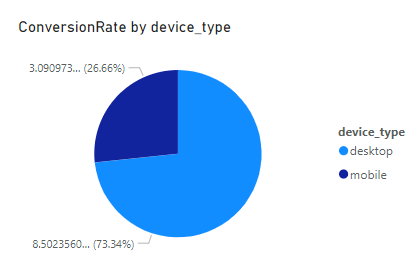 ConversionRate by device_type
3.090973... (26.66%)
device_type
desktop
mobile
8.5023560... (73.34%)